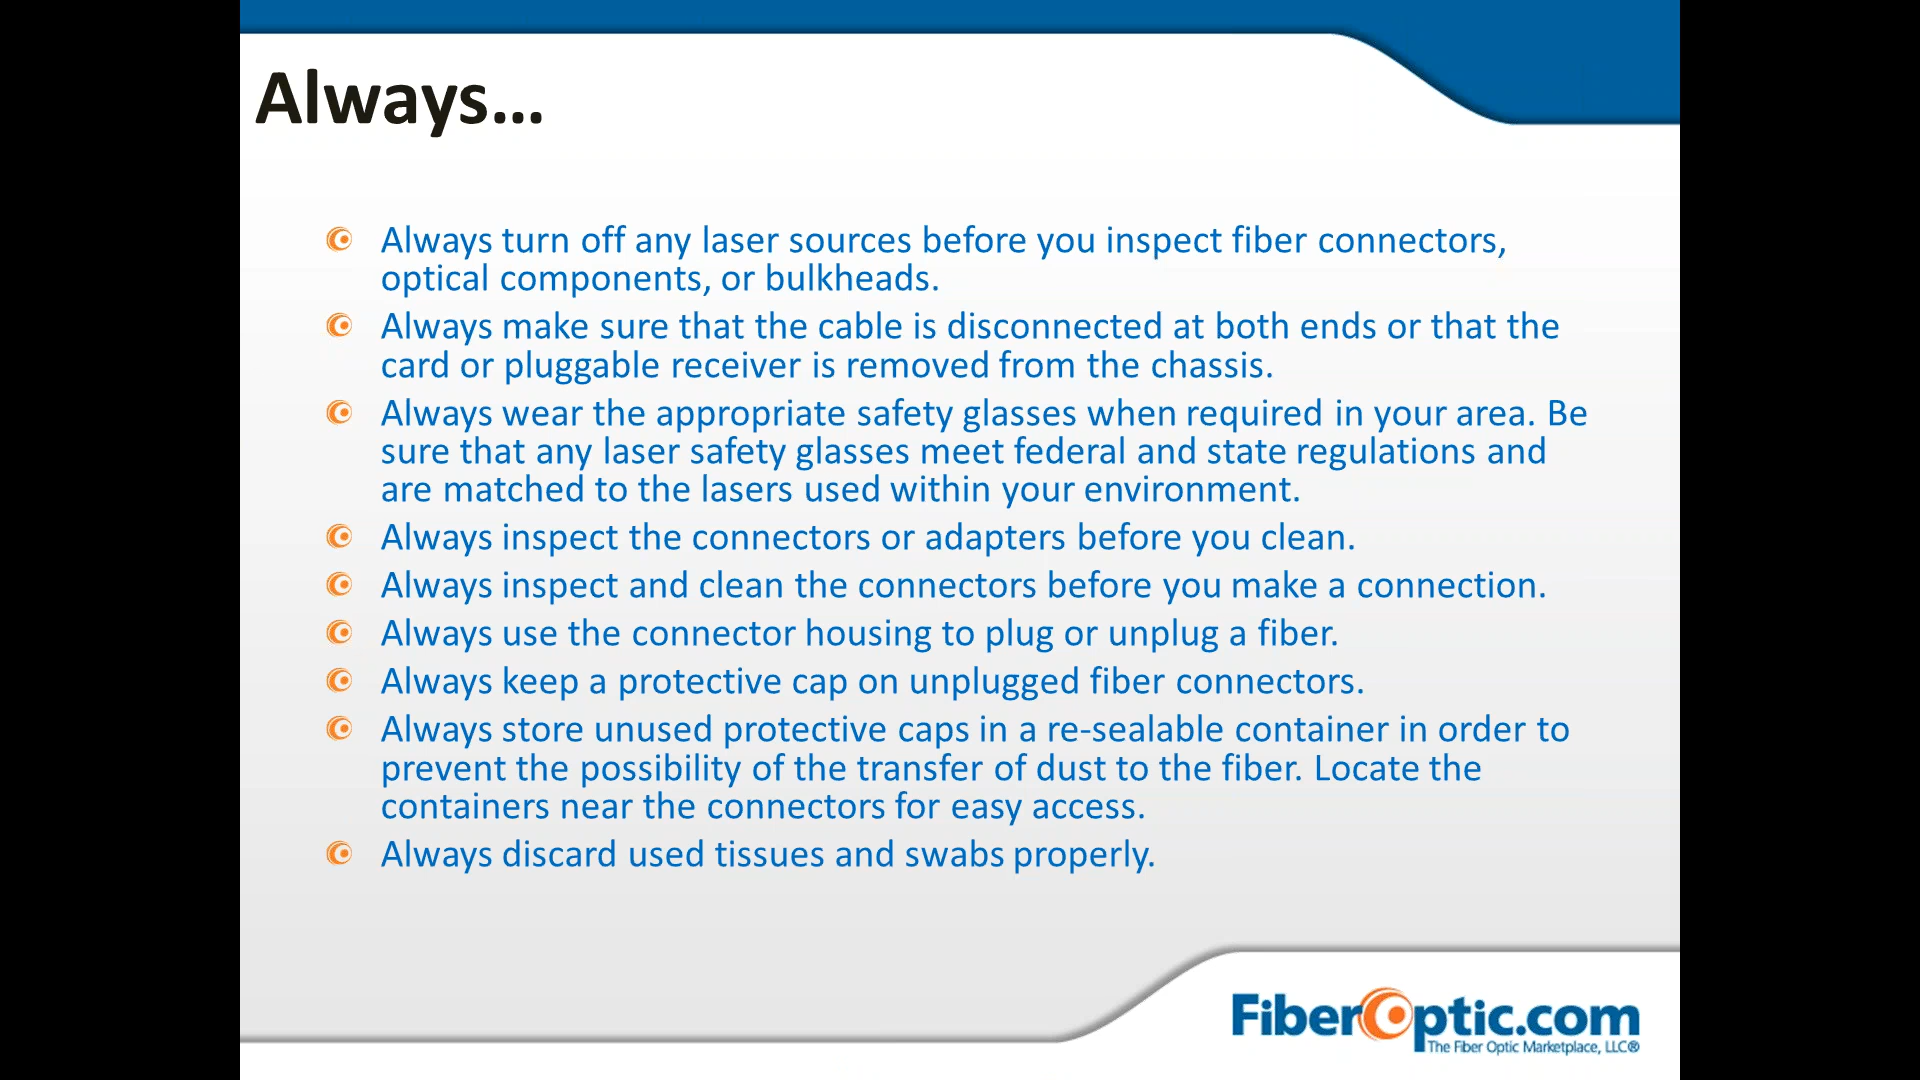 Always...
Always turn off any laser sources before you inspect fiber connectors,
optical components, or bulkheads.
Always make sure that the cable is disconnected at both ends or that the
card or pluggable receiver is removed from the chassis.
Always wear the appropriate safety glasses when required in your area. Be
sure that any laser safety glasses meet federal and state regulations and
are matched to the lasers used within your environment.
Always inspect the connectors or adapters before you clean.
Always inspect and clean the connectors before you make a connection.
Always use the connector housing to plug or unplug a fiber.
Always keep a protective cap on unplugged fiber connectors.
Always store unused protective caps in a re-sealable container in order to
prevent the possibility of the transfer of dust to the fiber. Locate the
containers near the connectors for easy access.
Always discard used tissues and swabs properly.
FiberOptic.com
The Fiber Optic Marketplace, LLC®